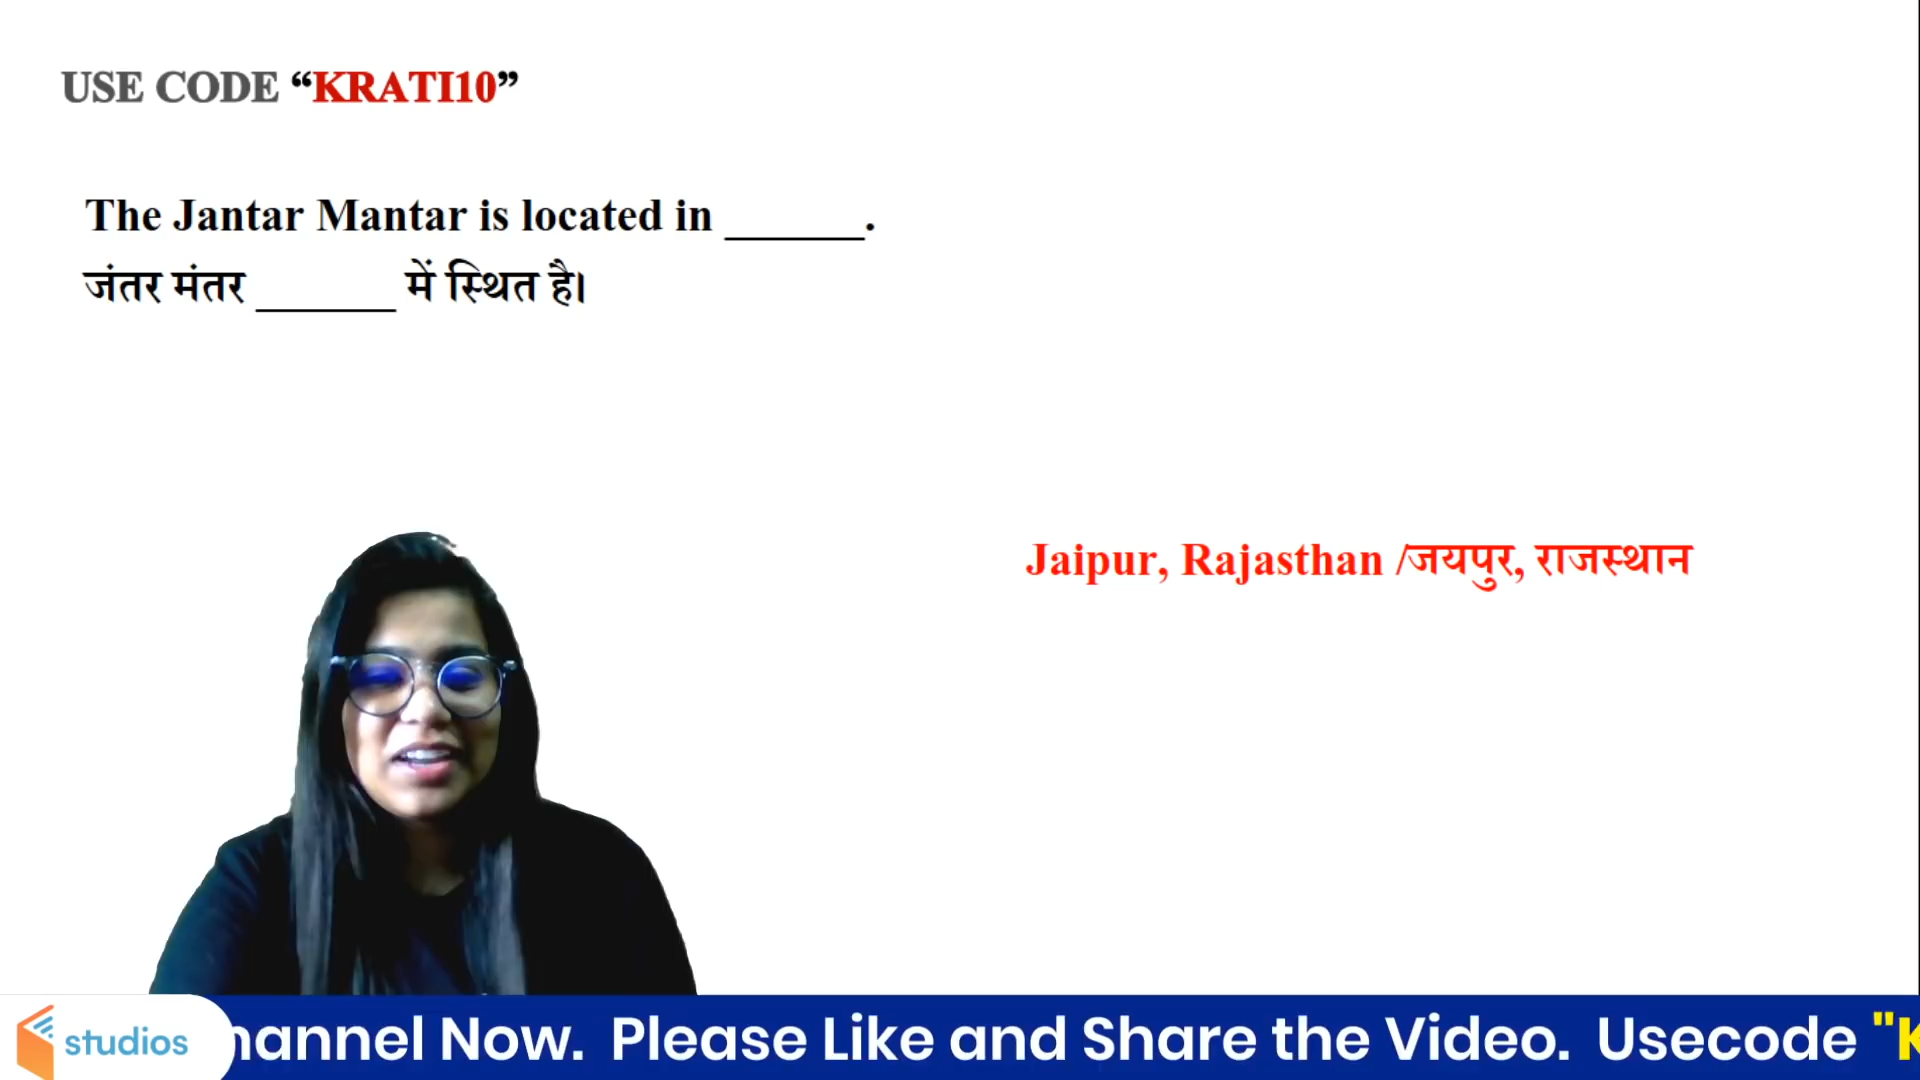 USE CODE “KRATI10”
The Jantar Mantar is located in ______.
जंतर मंतर ______ में स्थित है।
Jaipur, Rajasthan /जयपुर, राजस्थान
studios
hannel Now. Please Like and Share the Video. Usecode "K